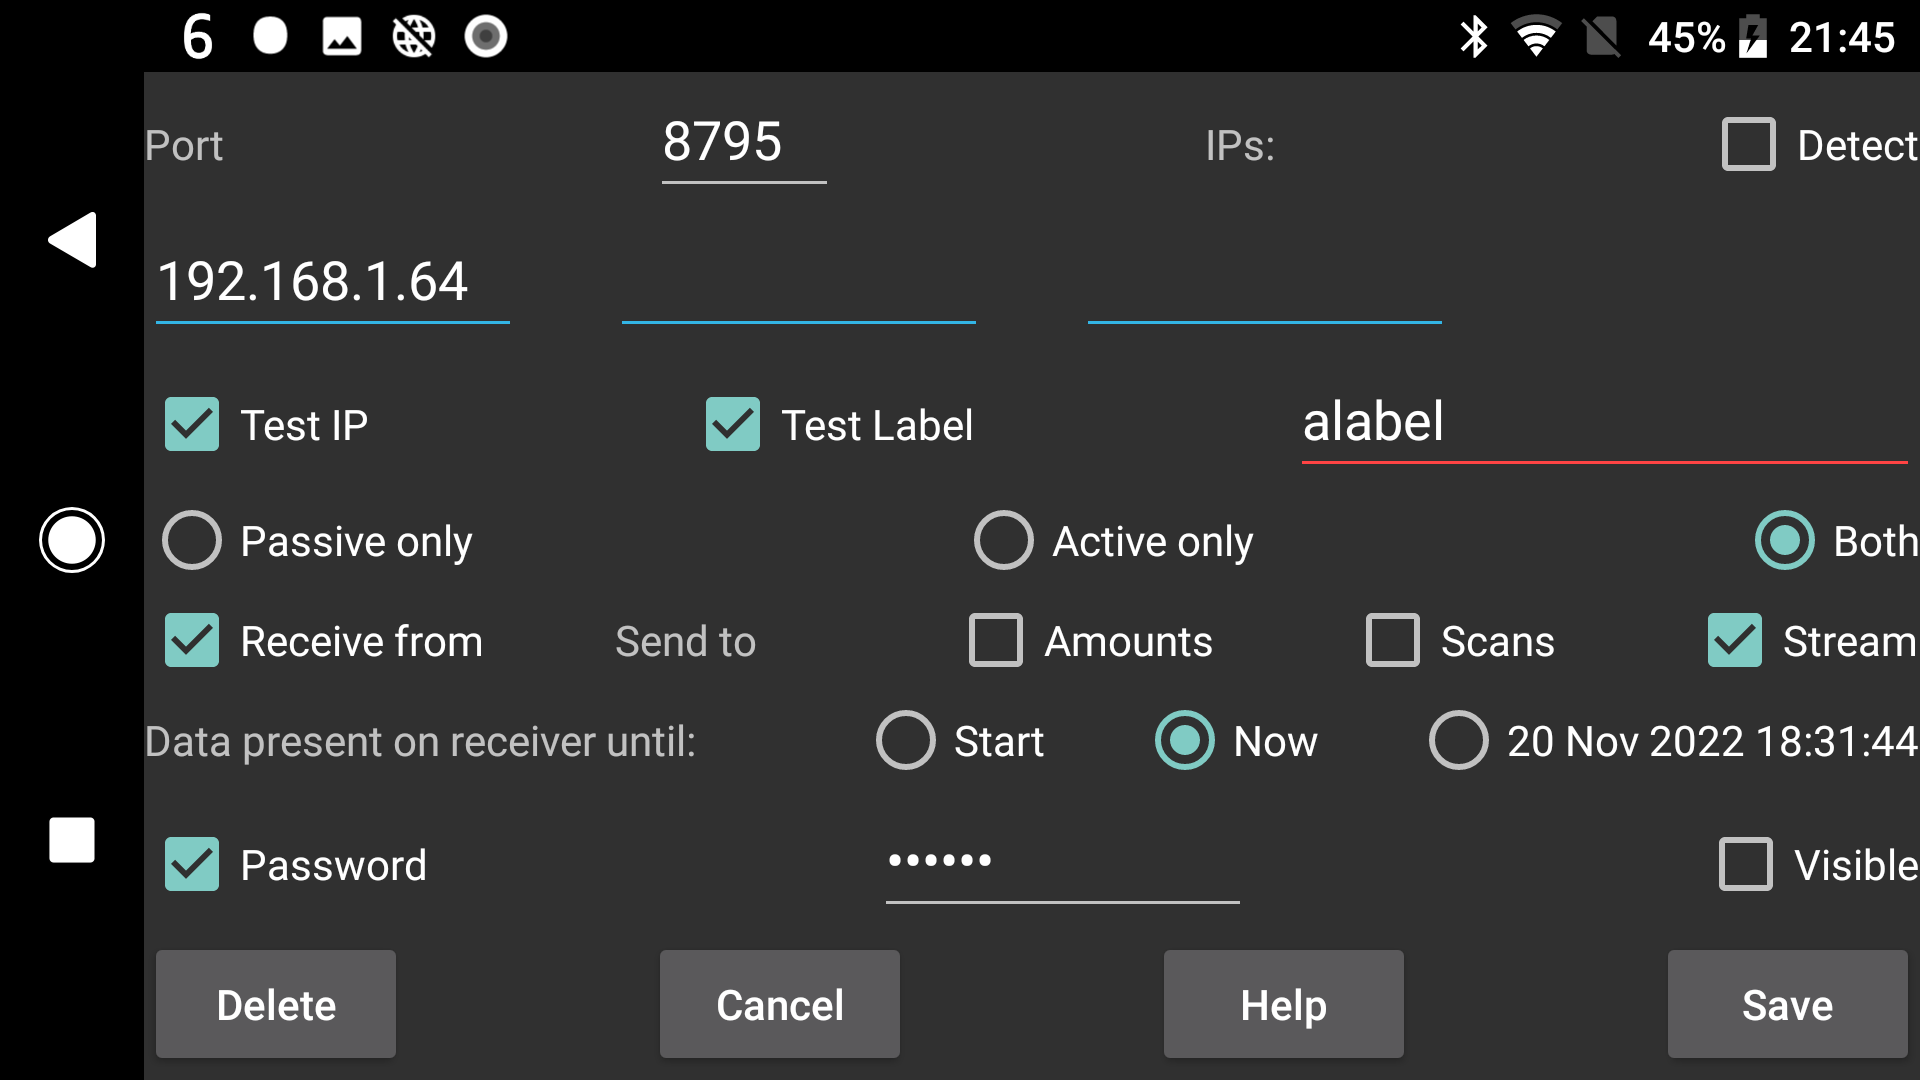 6 45% 21:45
Port 8795 IPs: Detect
192.168.1.64
Test IP Test Label alabel
Passive only Active only Both
Receive from Send to Amounts Scans Stream
Data present on receiver until: Start Now 20 Nov 2022 18:31:44
Password •••••• Visible
Delete Cancel Help Save